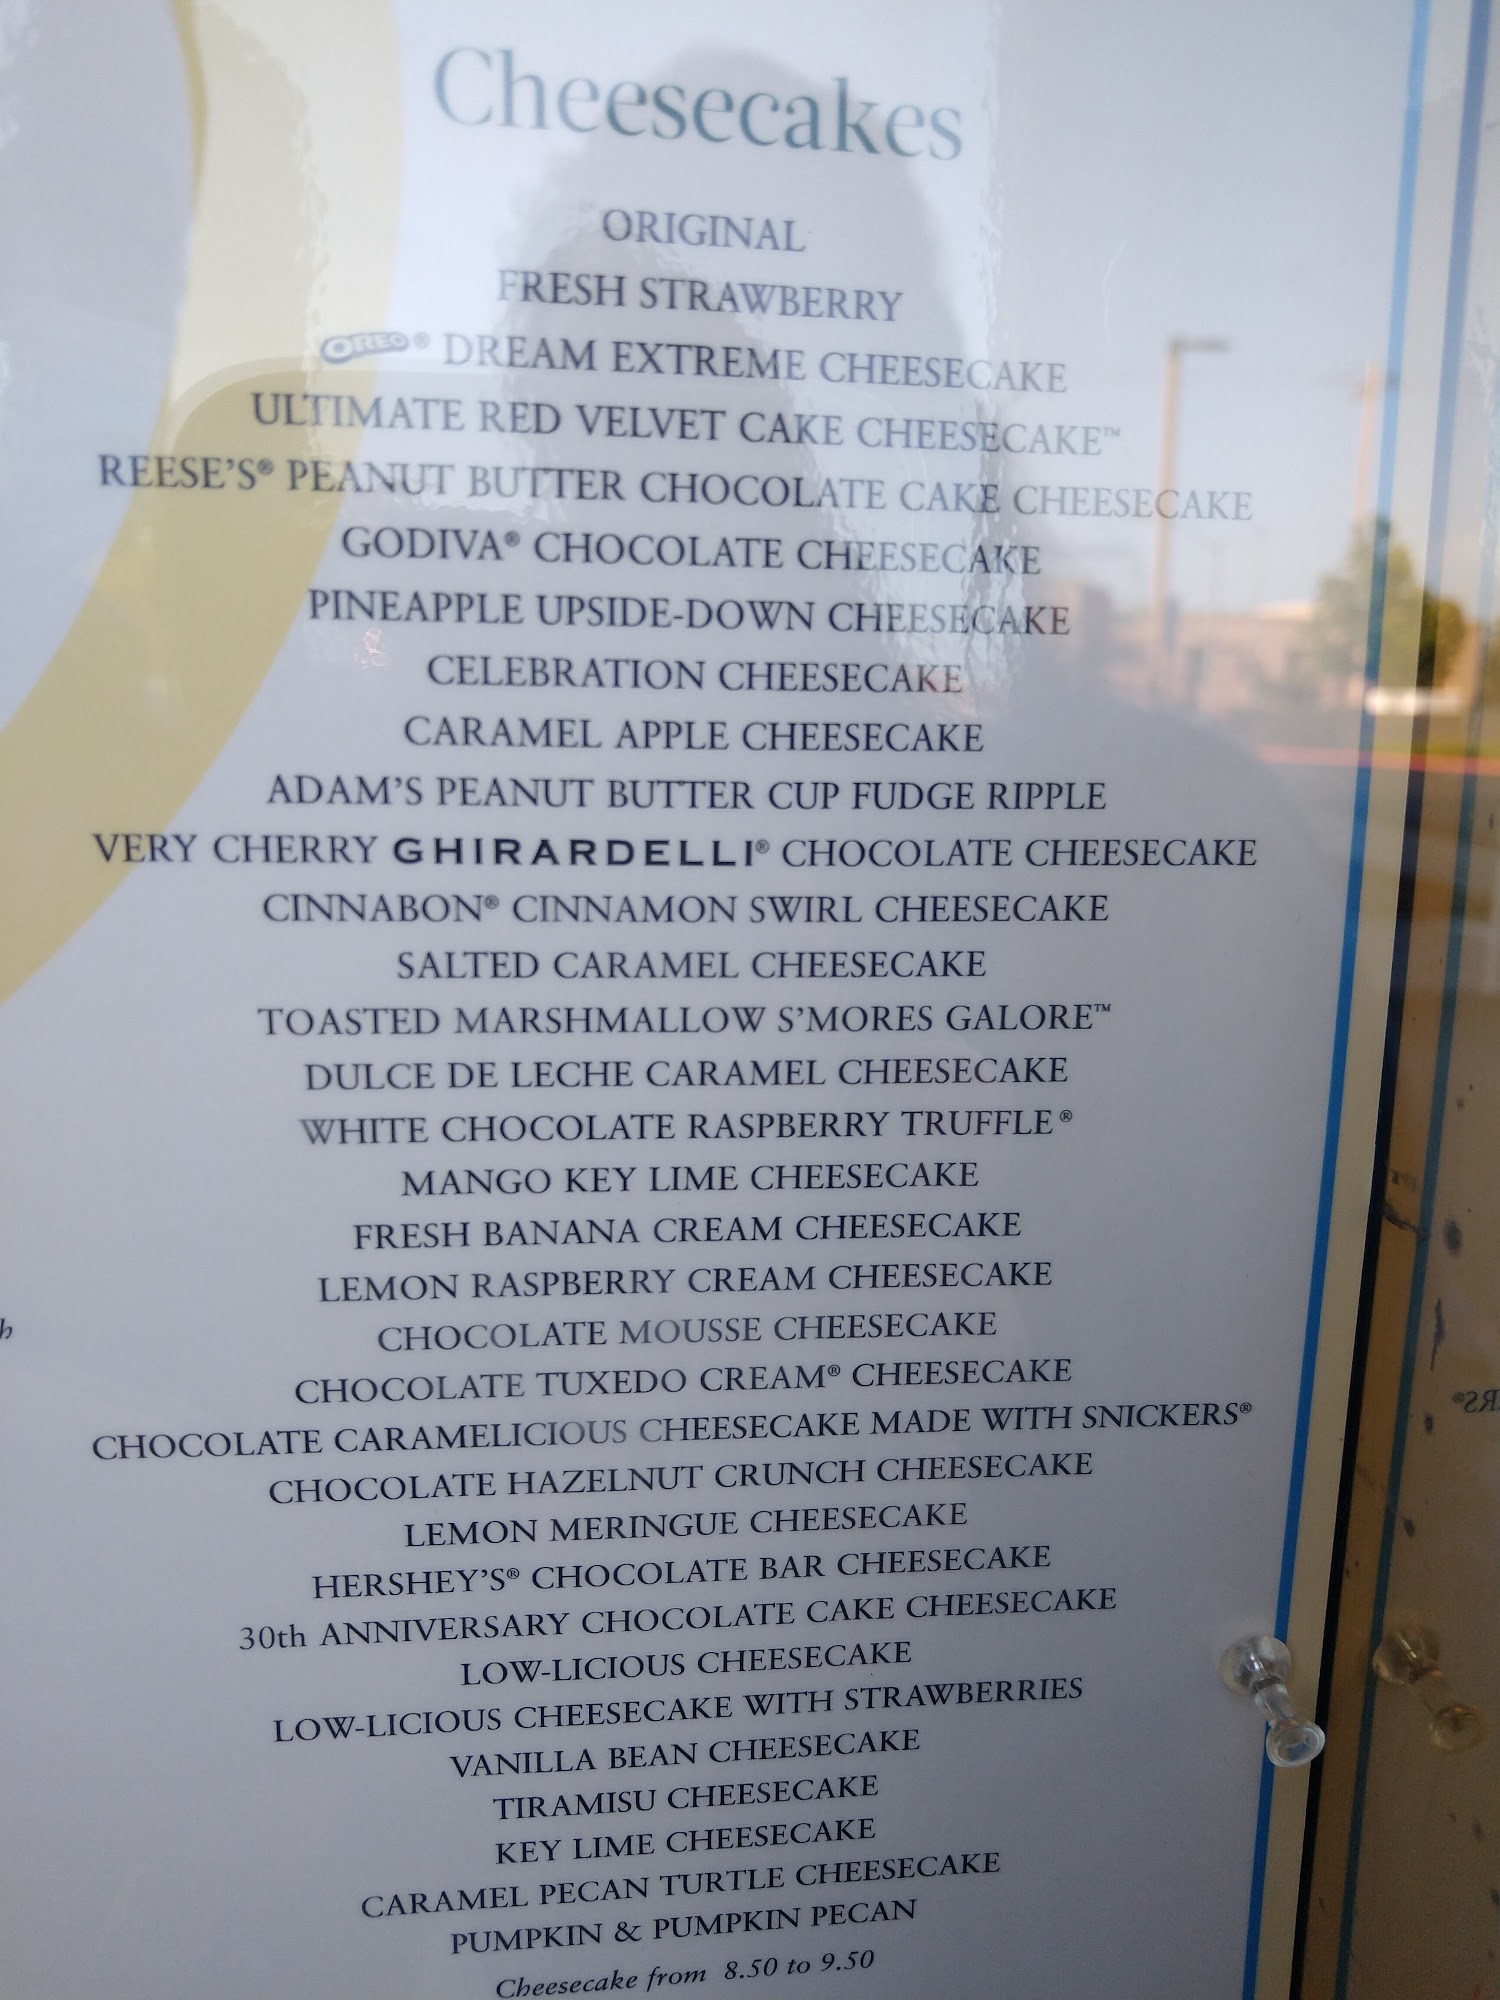 Cheesecakes
ORIGINAL
FRESH STRAWBERRY
OREO® DREAM EXTREME CHEESECAKE
ULTIMATE RED VELVET CAKE CHEESECAKE™
REESE'S® PEANUT BUTTER CHOCOLATE CAKE CHEESECAKE
GODIVA® CHOCOLATE CHEESECAKE
PINEAPPLE UPSIDE-DOWN CHEESECAKE
CELEBRATION CHEESECAKE
CARAMEL APPLE CHEESECAKE
ADAM'S PEANUT BUTTER CUP FUDGE RIPPLE
VERY CHERRY GHIRARDELLI® CHOCOLATE CHEESECAKE
CINNABON® CINNAMON SWIRL CHEESECAKE
SALTED CARAMEL CHEESECAKE
TOASTED MARSHMALLOW S'MORES GALORE™
DULCE DE LECHE CARAMEL CHEESECAKE
WHITE CHOCOLATE RASPBERRY TRUFFLE®
MANGO KEY LIME CHEESECAKE
FRESH BANANA CREAM CHEESECAKE
LEMON RASPBERRY CREAM CHEESECAKE
CHOCOLATE MOUSSE CHEESECAKE
CHOCOLATE TUXEDO CREAM® CHEESECAKE
CHOCOLATE CARAMELICIOUS CHEESECAKE MADE WITH SNICKERS®
CHOCOLATE HAZELNUT CRUNCH CHEESECAKE
LEMON MERINGUE CHEESECAKE
HERSHEY'S® CHOCOLATE BAR CHEESECAKE
30th ANNIVERSARY CHOCOLATE CAKE CHEESECAKE
LOW-LICIOUS CHEESECAKE
LOW-LICIOUS CHEESECAKE WITH STRAWBERRIES
VANILLA BEAN CHEESECAKE
TIRAMISU CHEESECAKE
KEY LIME CHEESECAKE
CARAMEL PECAN TURTLE CHEESECAKE
PUMPKIN & PUMPKIN PECAN
Cheesecake from 8.50 to 9.50